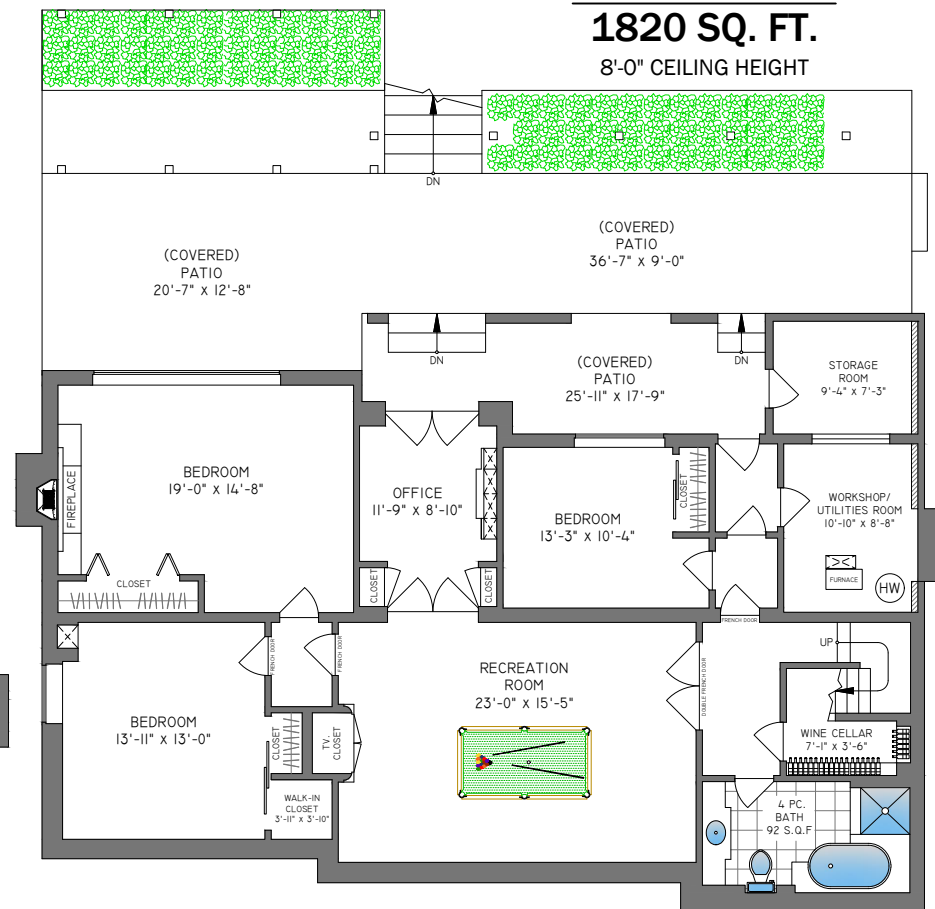 1820 SQ. FT.
8'-0" CEILING HEIGHT
DN
(COVERED)
PATIO
20'-7" X 12'-8"
(COVERED)
PATIO
36'-7" X 9'-0"
DN
(COVERED)
PATIO
25'-11" X 17'-9"
DN
STORAGE
ROOM
9'-4" X 7'-3"
BEDROOM
19'-0" X 14'-8"
FIREPLACE
CLOSET
OFFICE
11'-9" X 8'-10"
CLOSET
CLOSET
BEDROOM
13'-3" X 10'-4"
CLOSET
WORKSHOP/
UTILITIES ROOM
10'-10" X 8'-8"
FURNACE
HW
FRENCH DOOR
FRENCH DOOR
FRENCH DOOR
DOUBLE FRENCH DOOR
UP
RECREATION
ROOM
23'-0" X 15'-5"
BEDROOM
13'-11" X 13'-0"
CLOSET
T.V.
CLOSET
WALK-IN
CLOSET
3'-11" X 3'-10"
WINE CELLAR
7'-1" X 3'-6"
4 PC.
BATH
92 S.Q.F